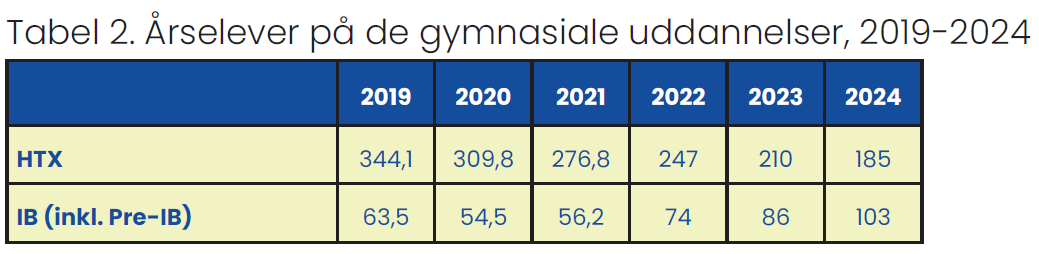 Tabel 2. Årselever på de gymnasiale uddannelser, 2019-2024
2019 2020 2021 2022 2023 2024
HTX 344,1 309,8 276,8 247 210 185
IB (inkl. Pre-IB) 63,5 54,5 56,2 74 86 103